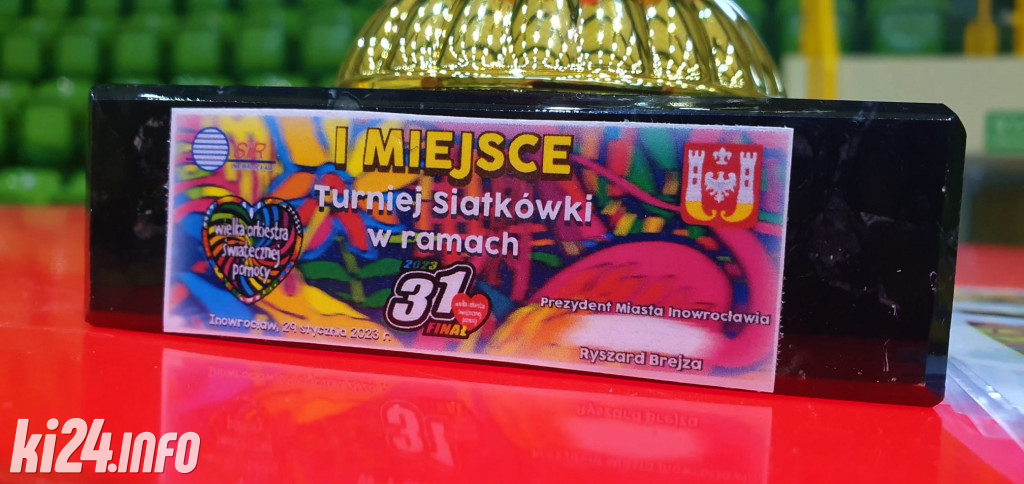 OSiR
I MIEJSCE
Turniej Siatkówki
w ramach
wielka orkiestra
świątecznej
pomocy
2023
31
FINAŁ
Inowrocław, 29 stycznia 2023 r.
Prezydent Miasta Inowrocławia
Ryszard Brejza
ki24.info